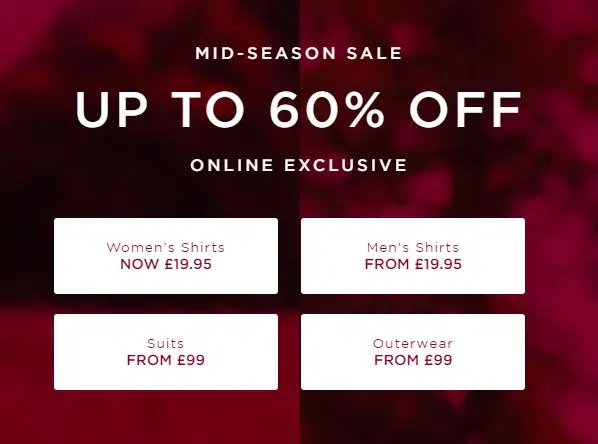 MID-SEASON SALE
UP TO 60% OFF
ONLINE EXCLUSIVE
Women's Shirts
NOW £19.95
Men's Shirts
FROM £19.95
Suits
FROM £99
Outerwear
FROM £99